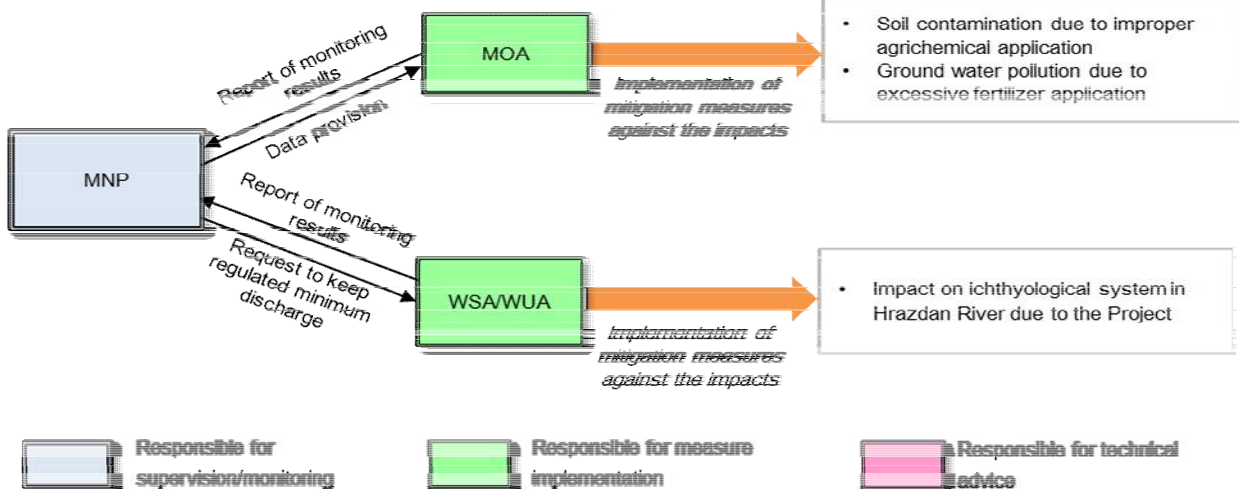 Report of monitoring
results
Data provision
MNP
MOA
Implementation of
mitigation measures
against the impacts
• Soil contamination due to improper
agrichemical application
• Ground water pollution due to
excessive fertilizer application
Report of monitoring
results
Request to keep
regulated minimum
discharge
WSA/WUA
Implementation of
mitigation measures
against the impacts
• Impact on ichthyological system in
Hrazdan River due to the Project
Responsible for
supervision/monitoring
Responsible for measure
implementation
Responsible for technical
advice